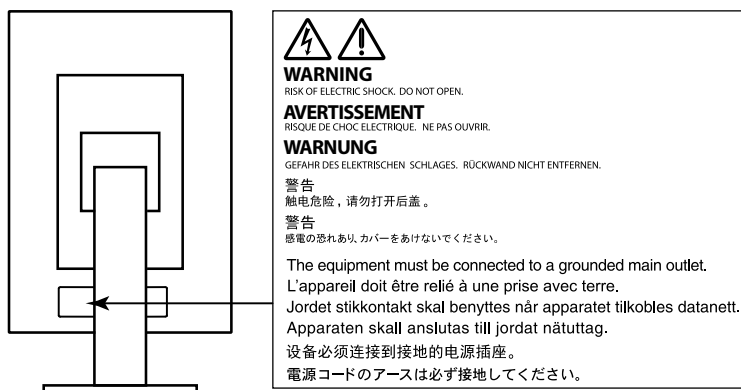 WARNING
RISK OF ELECTRIC SHOCK. DO NOT OPEN.
AVERTISSEMENT
RISQUE DE CHOC ELECTRIQUE. NE PAS OUVRIR.
WARNUNG
GEFAHR DES ELEKTRISCHEN SCHLAGES. RÜCKWAND NICHT ENTFERNEN.
警告
触电危险，请勿打开后盖。
警告
感電の恐れあり、カバーをあけないでください。
The equipment must be connected to a grounded main outlet.
L'appareil doit être relié à une prise avec terre.
Jordet stikkontakt skal benyttes når apparatet tilkobles datanett.
Apparaten skall anslutas till jordat nätuttag.
设备必须连接到接地的电源插座。
電源コードのアースは必ず接地してください。